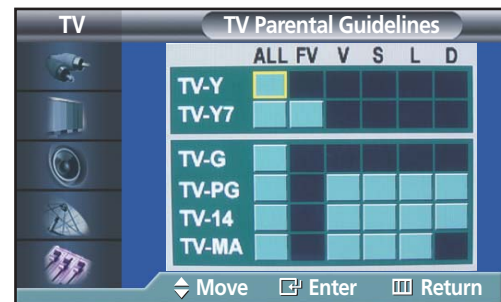 TV TV Parental Guidelines
ALL FV V S L D
TV-Y
TV-Y7
TV-G
TV-PG
TV-14
TV-MA
Move Enter Return